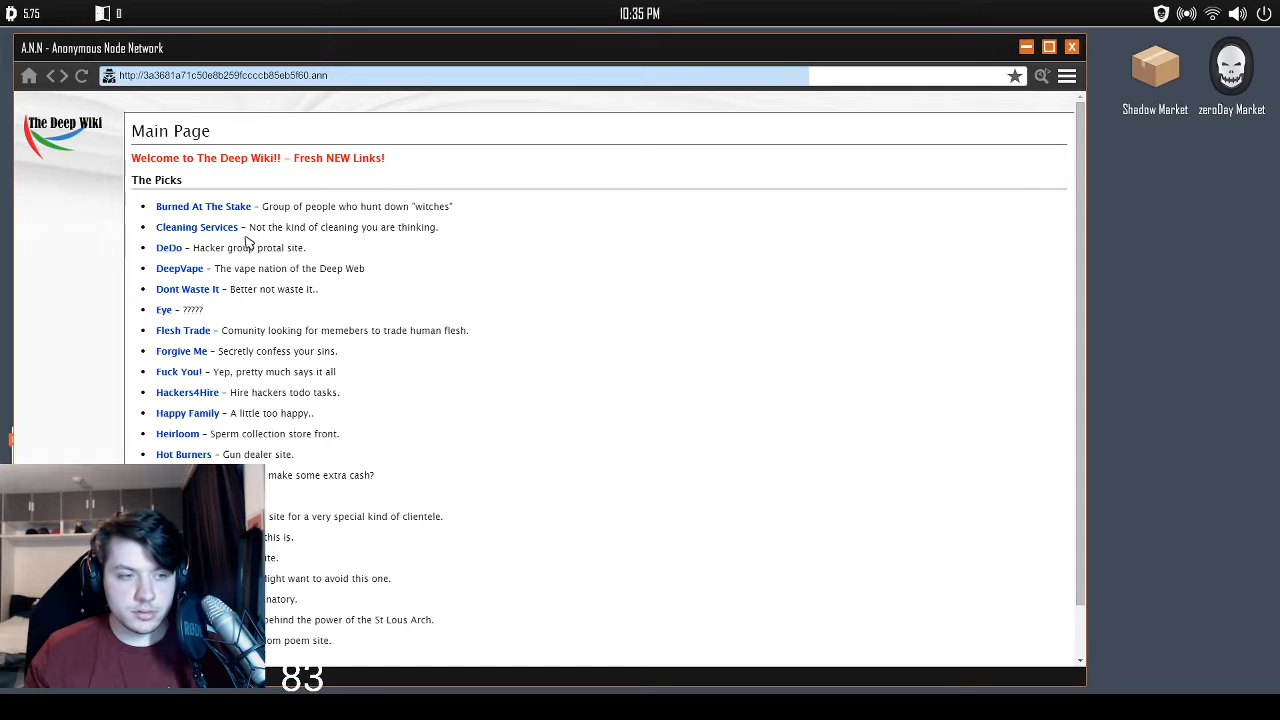 5.75
0
10:35 PM
A.N.N - Anonymous Node Network
http://3a3681a71c50e8b259fccccb85eb5f60.ann
Shadow Market
zeroDay Market
The Deep Wiki
Main Page
Welcome to The Deep Wiki!! - Fresh NEW Links!
The Picks
Burned At The Stake - Group of people who hunt down "witches"
Cleaning Services - Not the kind of cleaning you are thinking.
DeDo - Hacker group protal site.
DeepVape - The vape nation of the Deep Web
Dont Waste It - Better not waste it..
Eye - ?????
Flesh Trade - Comunity looking for memebers to trade human flesh.
Forgive Me - Secretly confess your sins.
Fuck You! - Yep, pretty much says it all
Hackers4Hire - Hire hackers todo tasks.
Happy Family - A little too happy..
Heirloom - Sperm collection store front.
Hot Burners - Gun dealer site.
make some extra cash?
site for a very special kind of clientele.
this is.
ite.
light want to avoid this one.
natory.
behind the power of the St Lous Arch.
om poem site.
RØDE
83